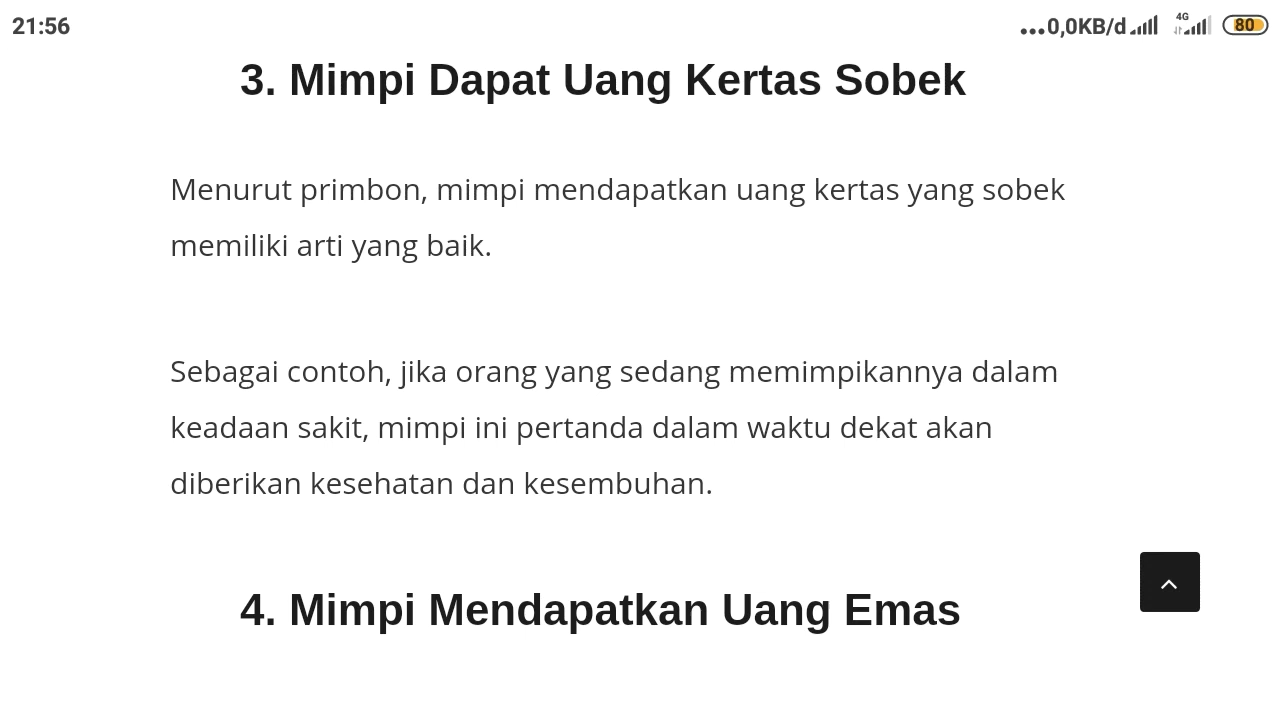 21:56
...0,0KB/d 4G 80
3. Mimpi Dapat Uang Kertas Sobek
Menurut primbon, mimpi mendapatkan uang kertas yang sobek
memiliki arti yang baik.
Sebagai contoh, jika orang yang sedang memimpikannya dalam
keadaan sakit, mimpi ini pertanda dalam waktu dekat akan
diberikan kesehatan dan kesembuhan.
4. Mimpi Mendapatkan Uang Emas